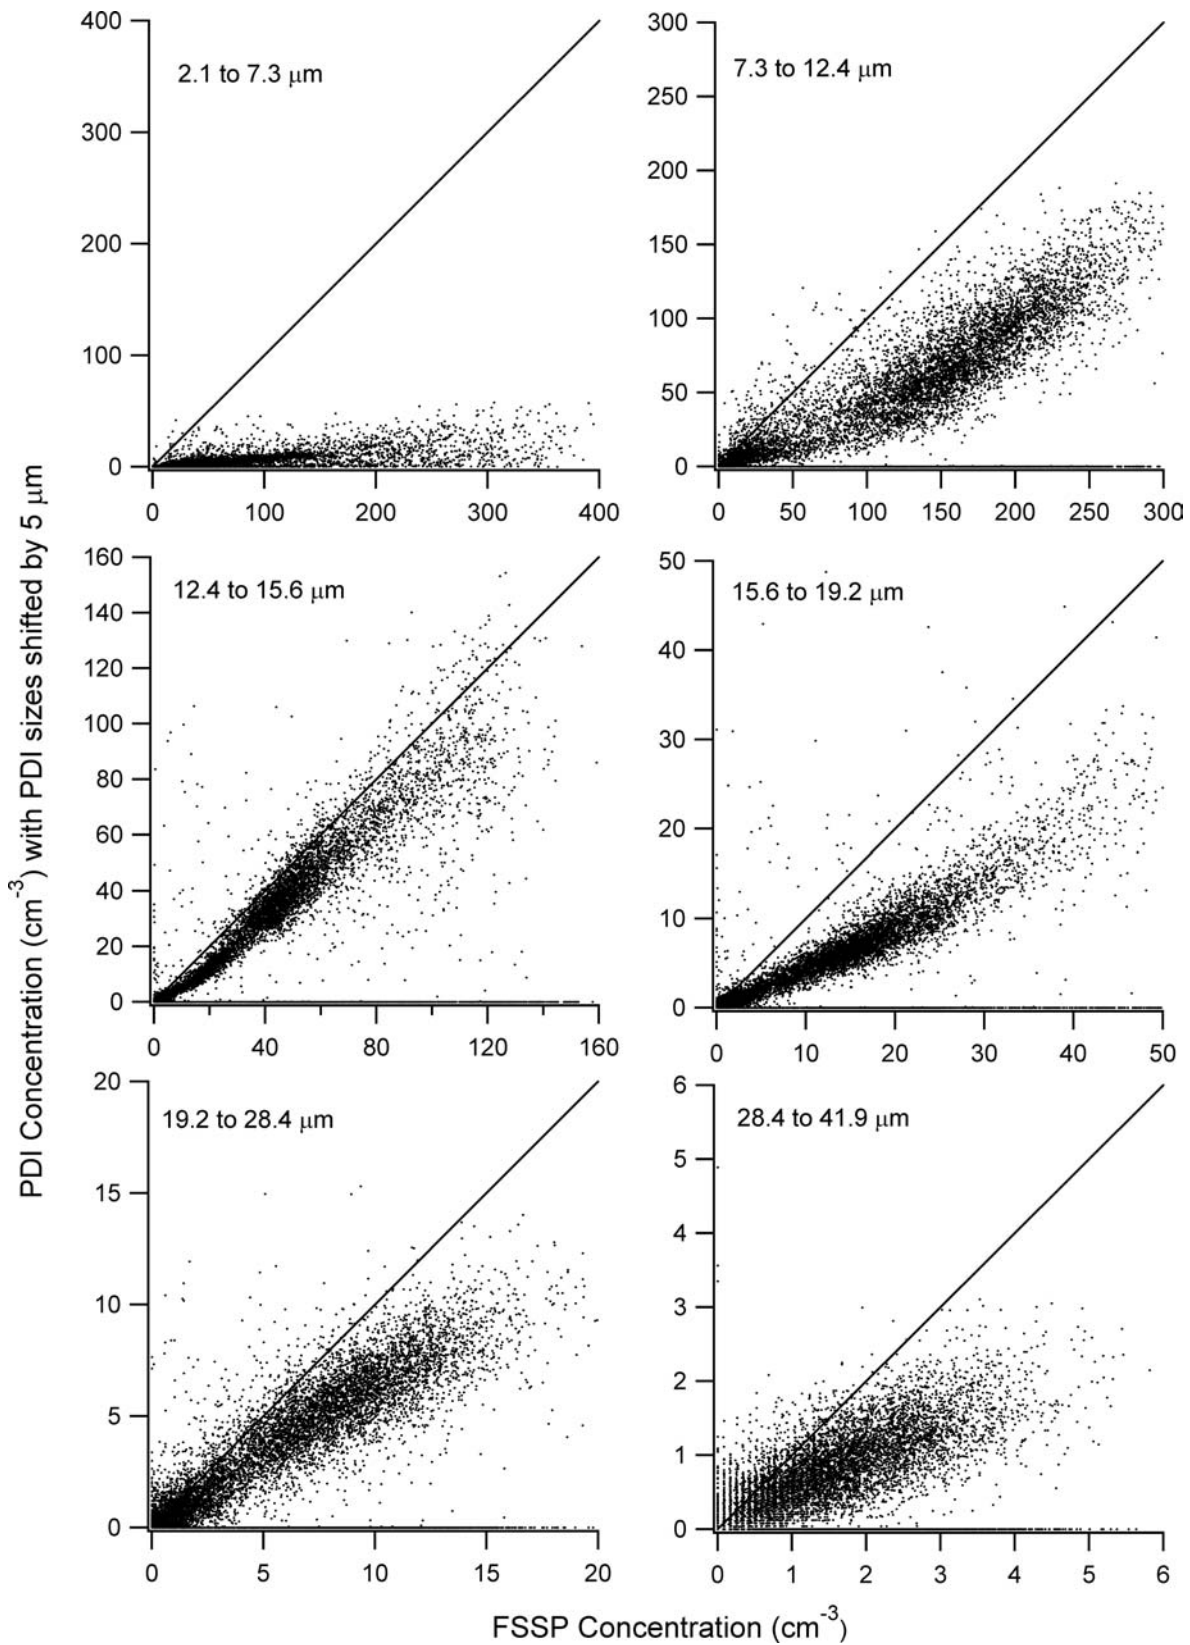 PDI Concentration (cm⁻³) with PDI sizes shifted by 5 μm
2.1 to 7.3 μm
400
300
200
100
0
0 100 200 300 400
7.3 to 12.4 μm
300
250
200
150
100
50
0
0 50 100 150 200 250 300
12.4 to 15.6 μm
160
140
120
100
80
60
40
20
0
0 40 80 120 160
15.6 to 19.2 μm
50
40
30
20
10
0
0 10 20 30 40 50
19.2 to 28.4 μm
20
15
10
5
0
0 5 10 15 20
28.4 to 41.9 μm
6
5
4
3
2
1
0
0 1 2 3 4 5 6
FSSP Concentration (cm⁻³)